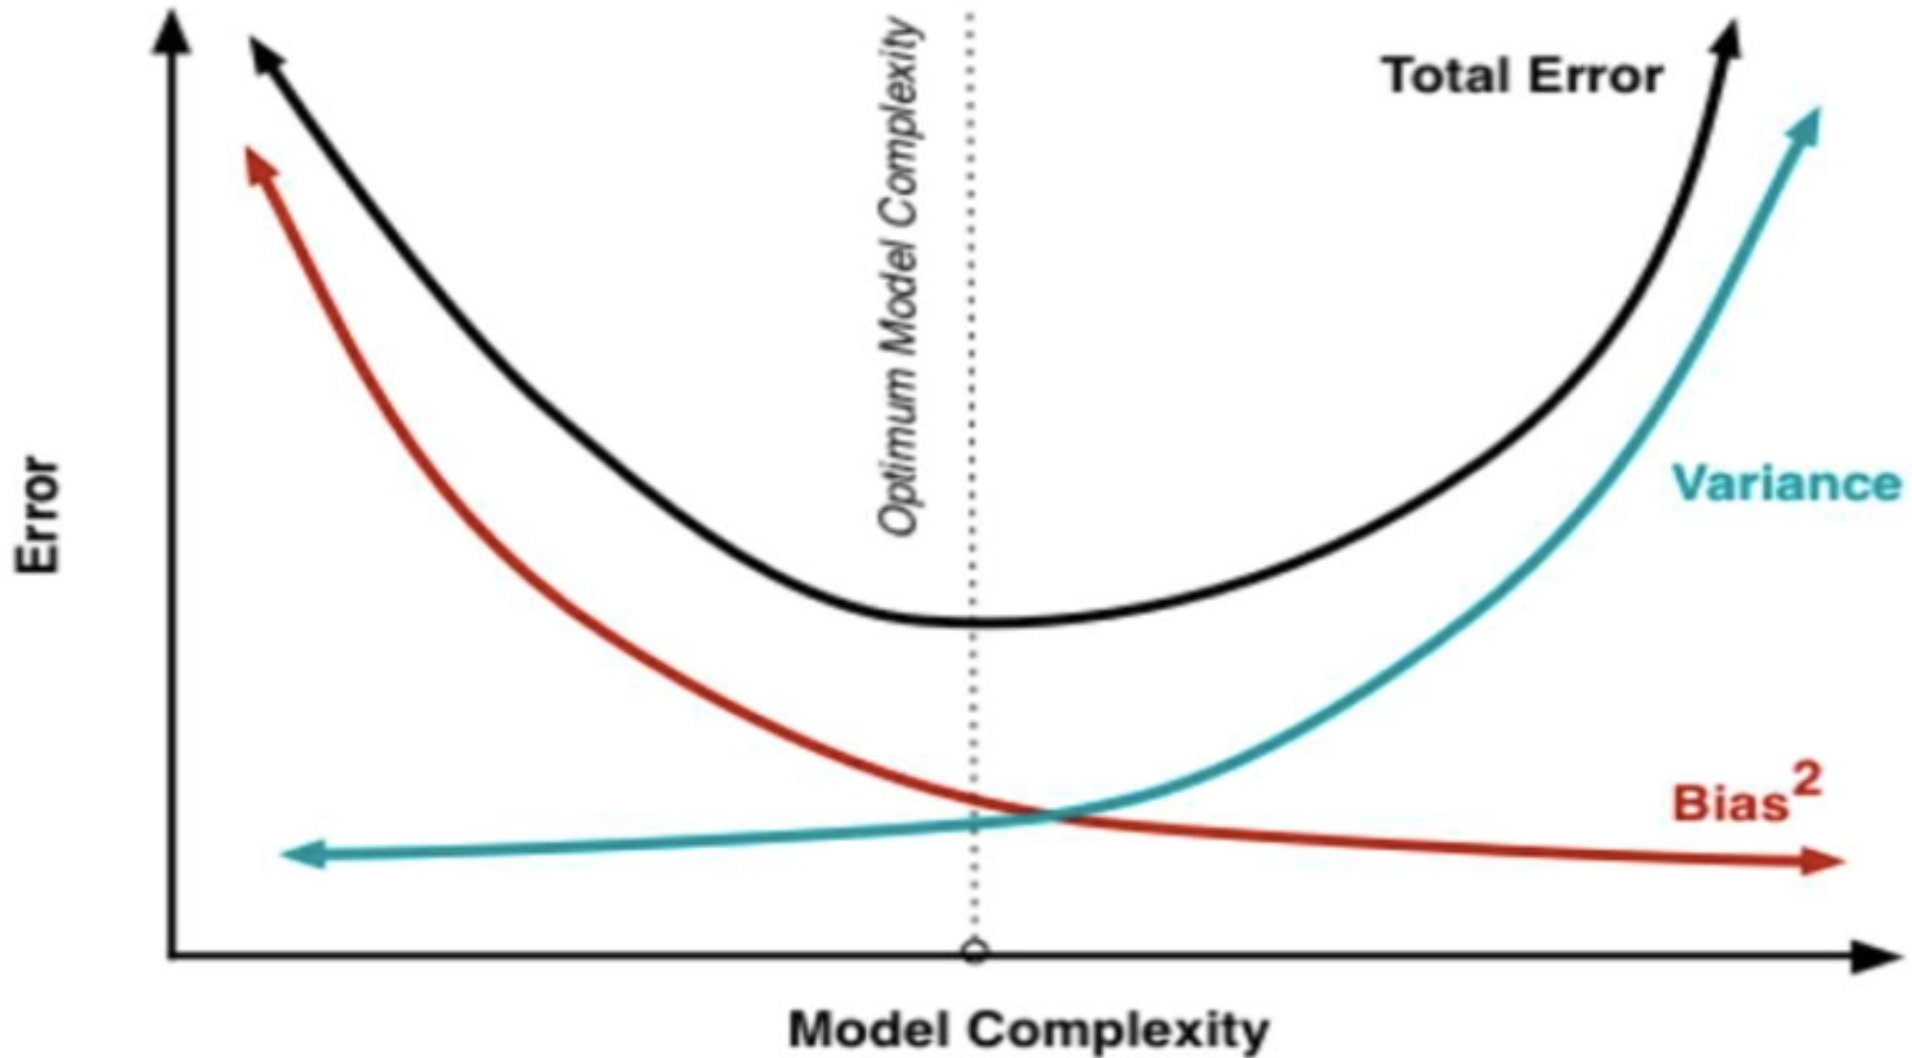 Optimum Model Complexity
Total Error
Error
Variance
Bias²
Model Complexity